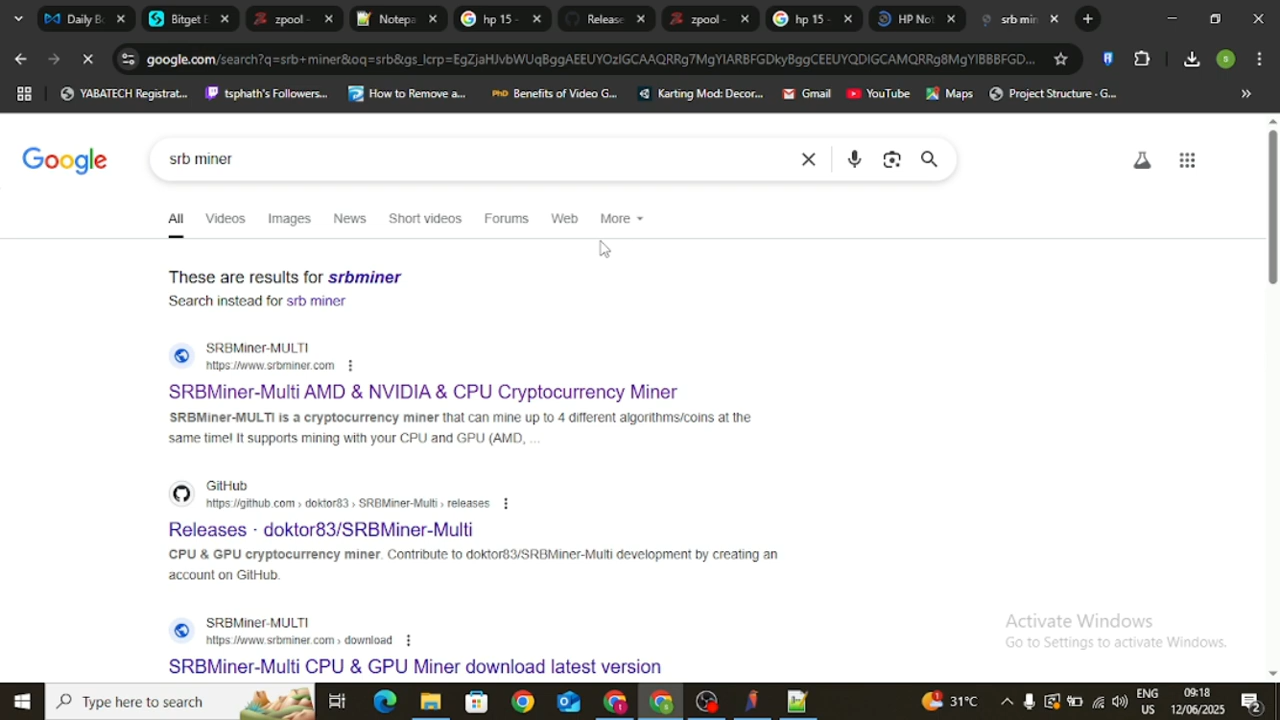 Daily Bo
Bitget E
zpool -
Notepa
hp 15 -
Release
zpool -
hp 15 -
HP Not
srb min
google.com/search?q=srb+miner&oq=srb&gs_lcrp=EgZjaHJvbWUqBggAEEUYOzIGCAAQRRg7MgYIARBFGDkyBggCEEUYQDIGCAMQRRg8MgYIBBBFGD...
S
YABATECH Registrat...
tsphath's Followers...
How to Remove a...
PhD Benefits of Video G...
Karting Mod: Decor...
Gmail
YouTube
Maps
Project Structure - G...
Google
srb miner
All Videos Images News Short videos Forums Web More
These are results for srbminer
Search instead for srb miner
SRBMiner-MULTI
https://www.srbminer.com
SRBMiner-Multi AMD & NVIDIA & CPU Cryptocurrency Miner
SRBMiner-MULTI is a cryptocurrency miner that can mine up to 4 different algorithms/coins at the
same time! It supports mining with your CPU and GPU (AMD, ...
GitHub
https://github.com › doktor83 › SRBMiner-Multi › releases
Releases · doktor83/SRBMiner-Multi
CPU & GPU cryptocurrency miner. Contribute to doktor83/SRBMiner-Multi development by creating an
account on GitHub.
SRBMiner-MULTI
https://www.srbminer.com › download
SRBMiner-Multi CPU & GPU Miner download latest version
Activate Windows
Go to Settings to activate Windows.
Type here to search
31°C
ENG
US
09:18
12/06/2025
2